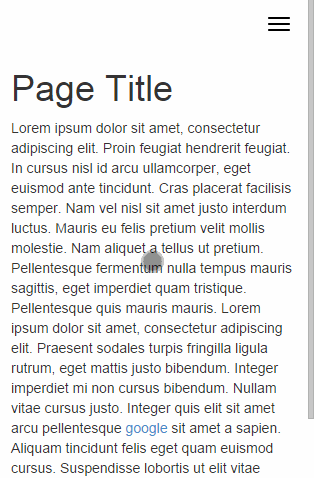 Page Title
Lorem ipsum dolor sit amet, consectetur
adipiscing elit. Proin feugiat hendrerit feugiat.
In cursus nisl id arcu ullamcorper, eget
euismod ante tincidunt. Cras placerat facilisis
semper. Nam vel nisl sit amet justo interdum
luctus. Mauris eu felis pretium velit mollis
molestie. Nam aliquet a tellus ut pretium.
Pellentesque fermentum nulla tempus mauris
sagittis, eget imperdiet quam tristique.
Pellentesque quis mauris mauris. Lorem
ipsum dolor sit amet, consectetur adipiscing
elit. Praesent sodales turpis fringilla ligula
rutrum, eget mattis justo bibendum. Integer
imperdiet mi non cursus bibendum. Nullam
vitae cursus justo. Integer quis elit sit amet
arcu pellentesque google sit amet a sapien.
Aliquam tincidunt felis eget quam euismod
cursus. Suspendisse lobortis ut elit vitae